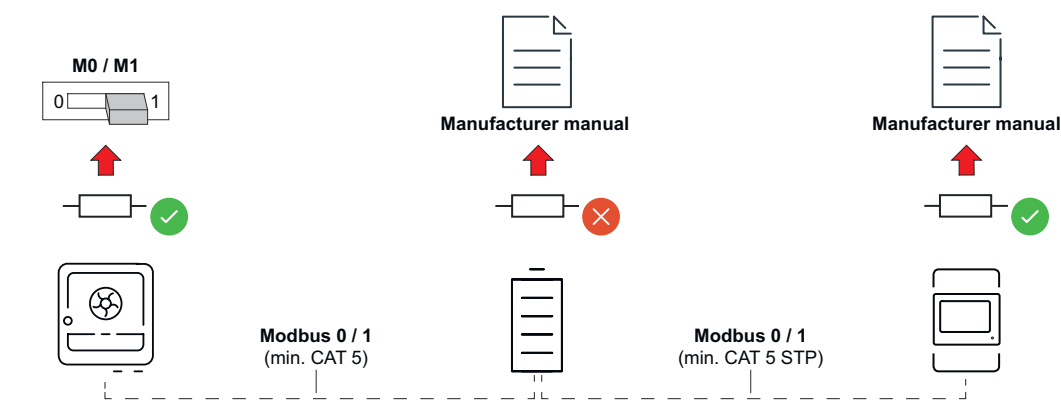 M0 / M1
0 1
Manufacturer manual
Manufacturer manual
Modbus 0 / 1
(min. CAT 5)
Modbus 0 / 1
(min. CAT 5 STP)